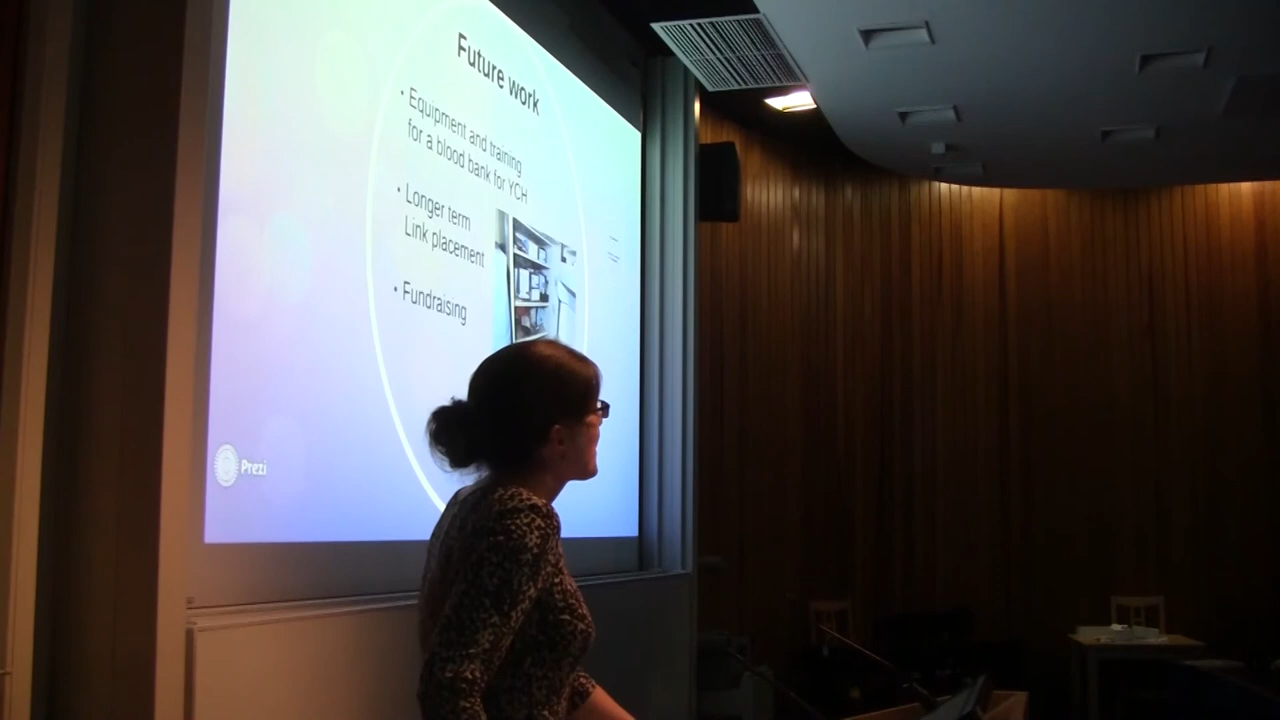 Future work
• Equipment and training
for a blood bank for YCH
• Longer term
Link placement
• Fundraising
Prezi